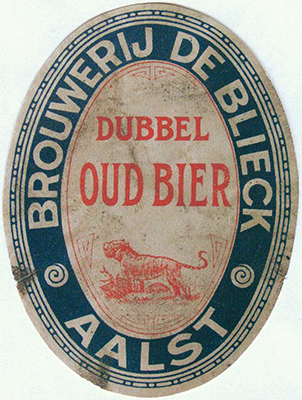 BROUWERIJ DE BLIECK
DUBBEL
OUD BIER
AALST